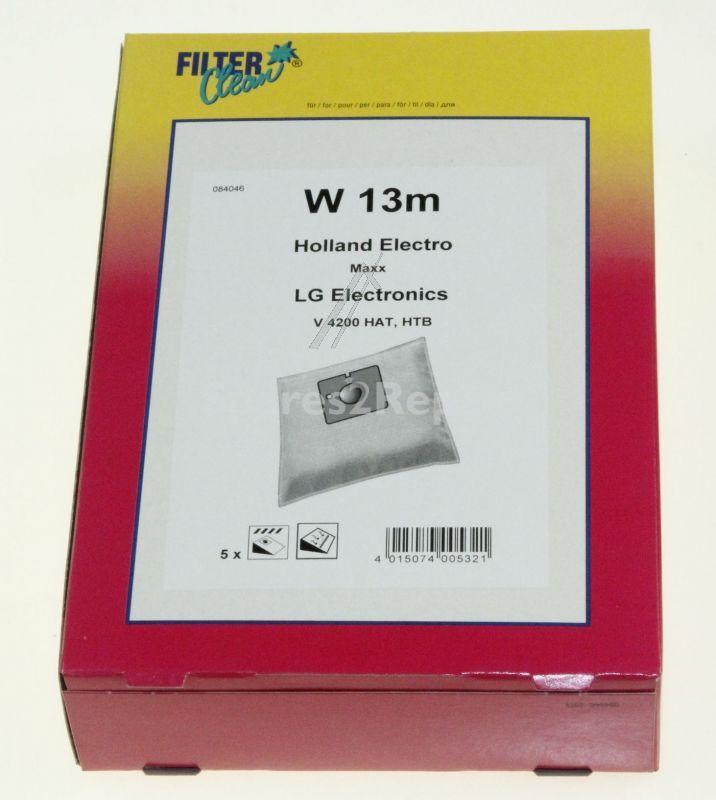 FILTER
Clean®
für / for / pour / per / para / för / til / dla / для
084046
W 13m
Holland Electro
Maxx
LG Electronics
V 4200 HAT, HTB
Spares2Rep
5 x
4 015074 005321